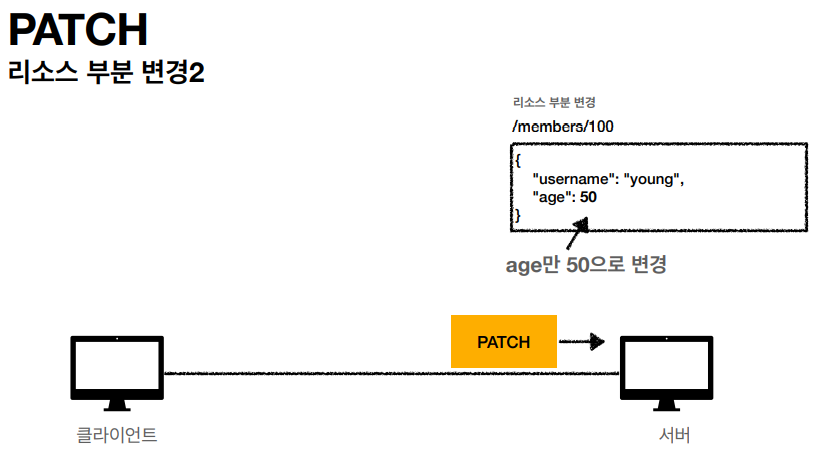 PATCH
리소스 부분 변경2
리소스 부분 변경
/members/100
{
"username": "young",
"age": 50
}
age만 50으로 변경
PATCH
클라이언트
서버